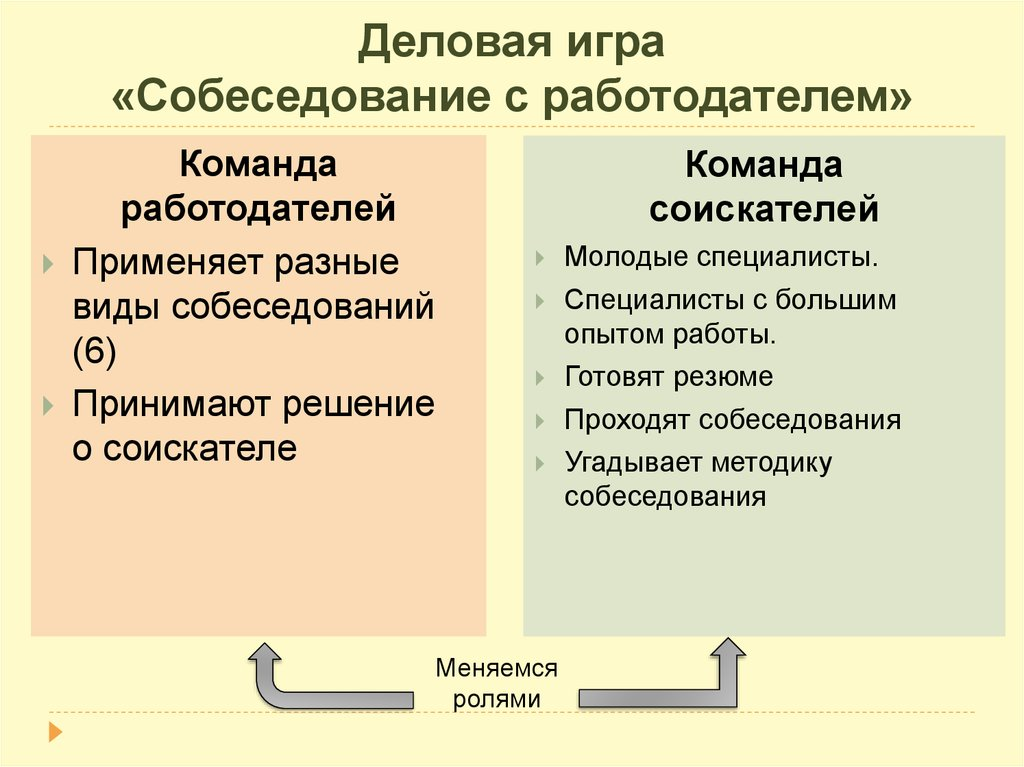 Деловая игра
«Собеседование с работодателем»
Команда
работодателей
Применяет разные
виды собеседований
(6)
Принимают решение
о соискателе
Команда
соискателей
Молодые специалисты.
Специалисты с большим
опытом работы.
Готовят резюме
Проходят собеседования
Угадывает методику
собеседования
Меняемся
ролями